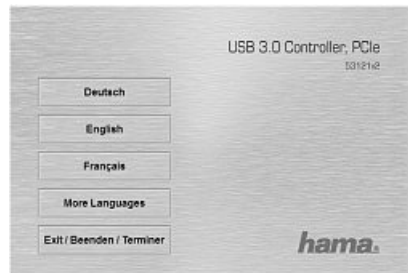 USB 3.0 Controller, PCIe
53121v2
Deutsch
English
Français
More Languages
Exit / Beenden / Terminer
hama.